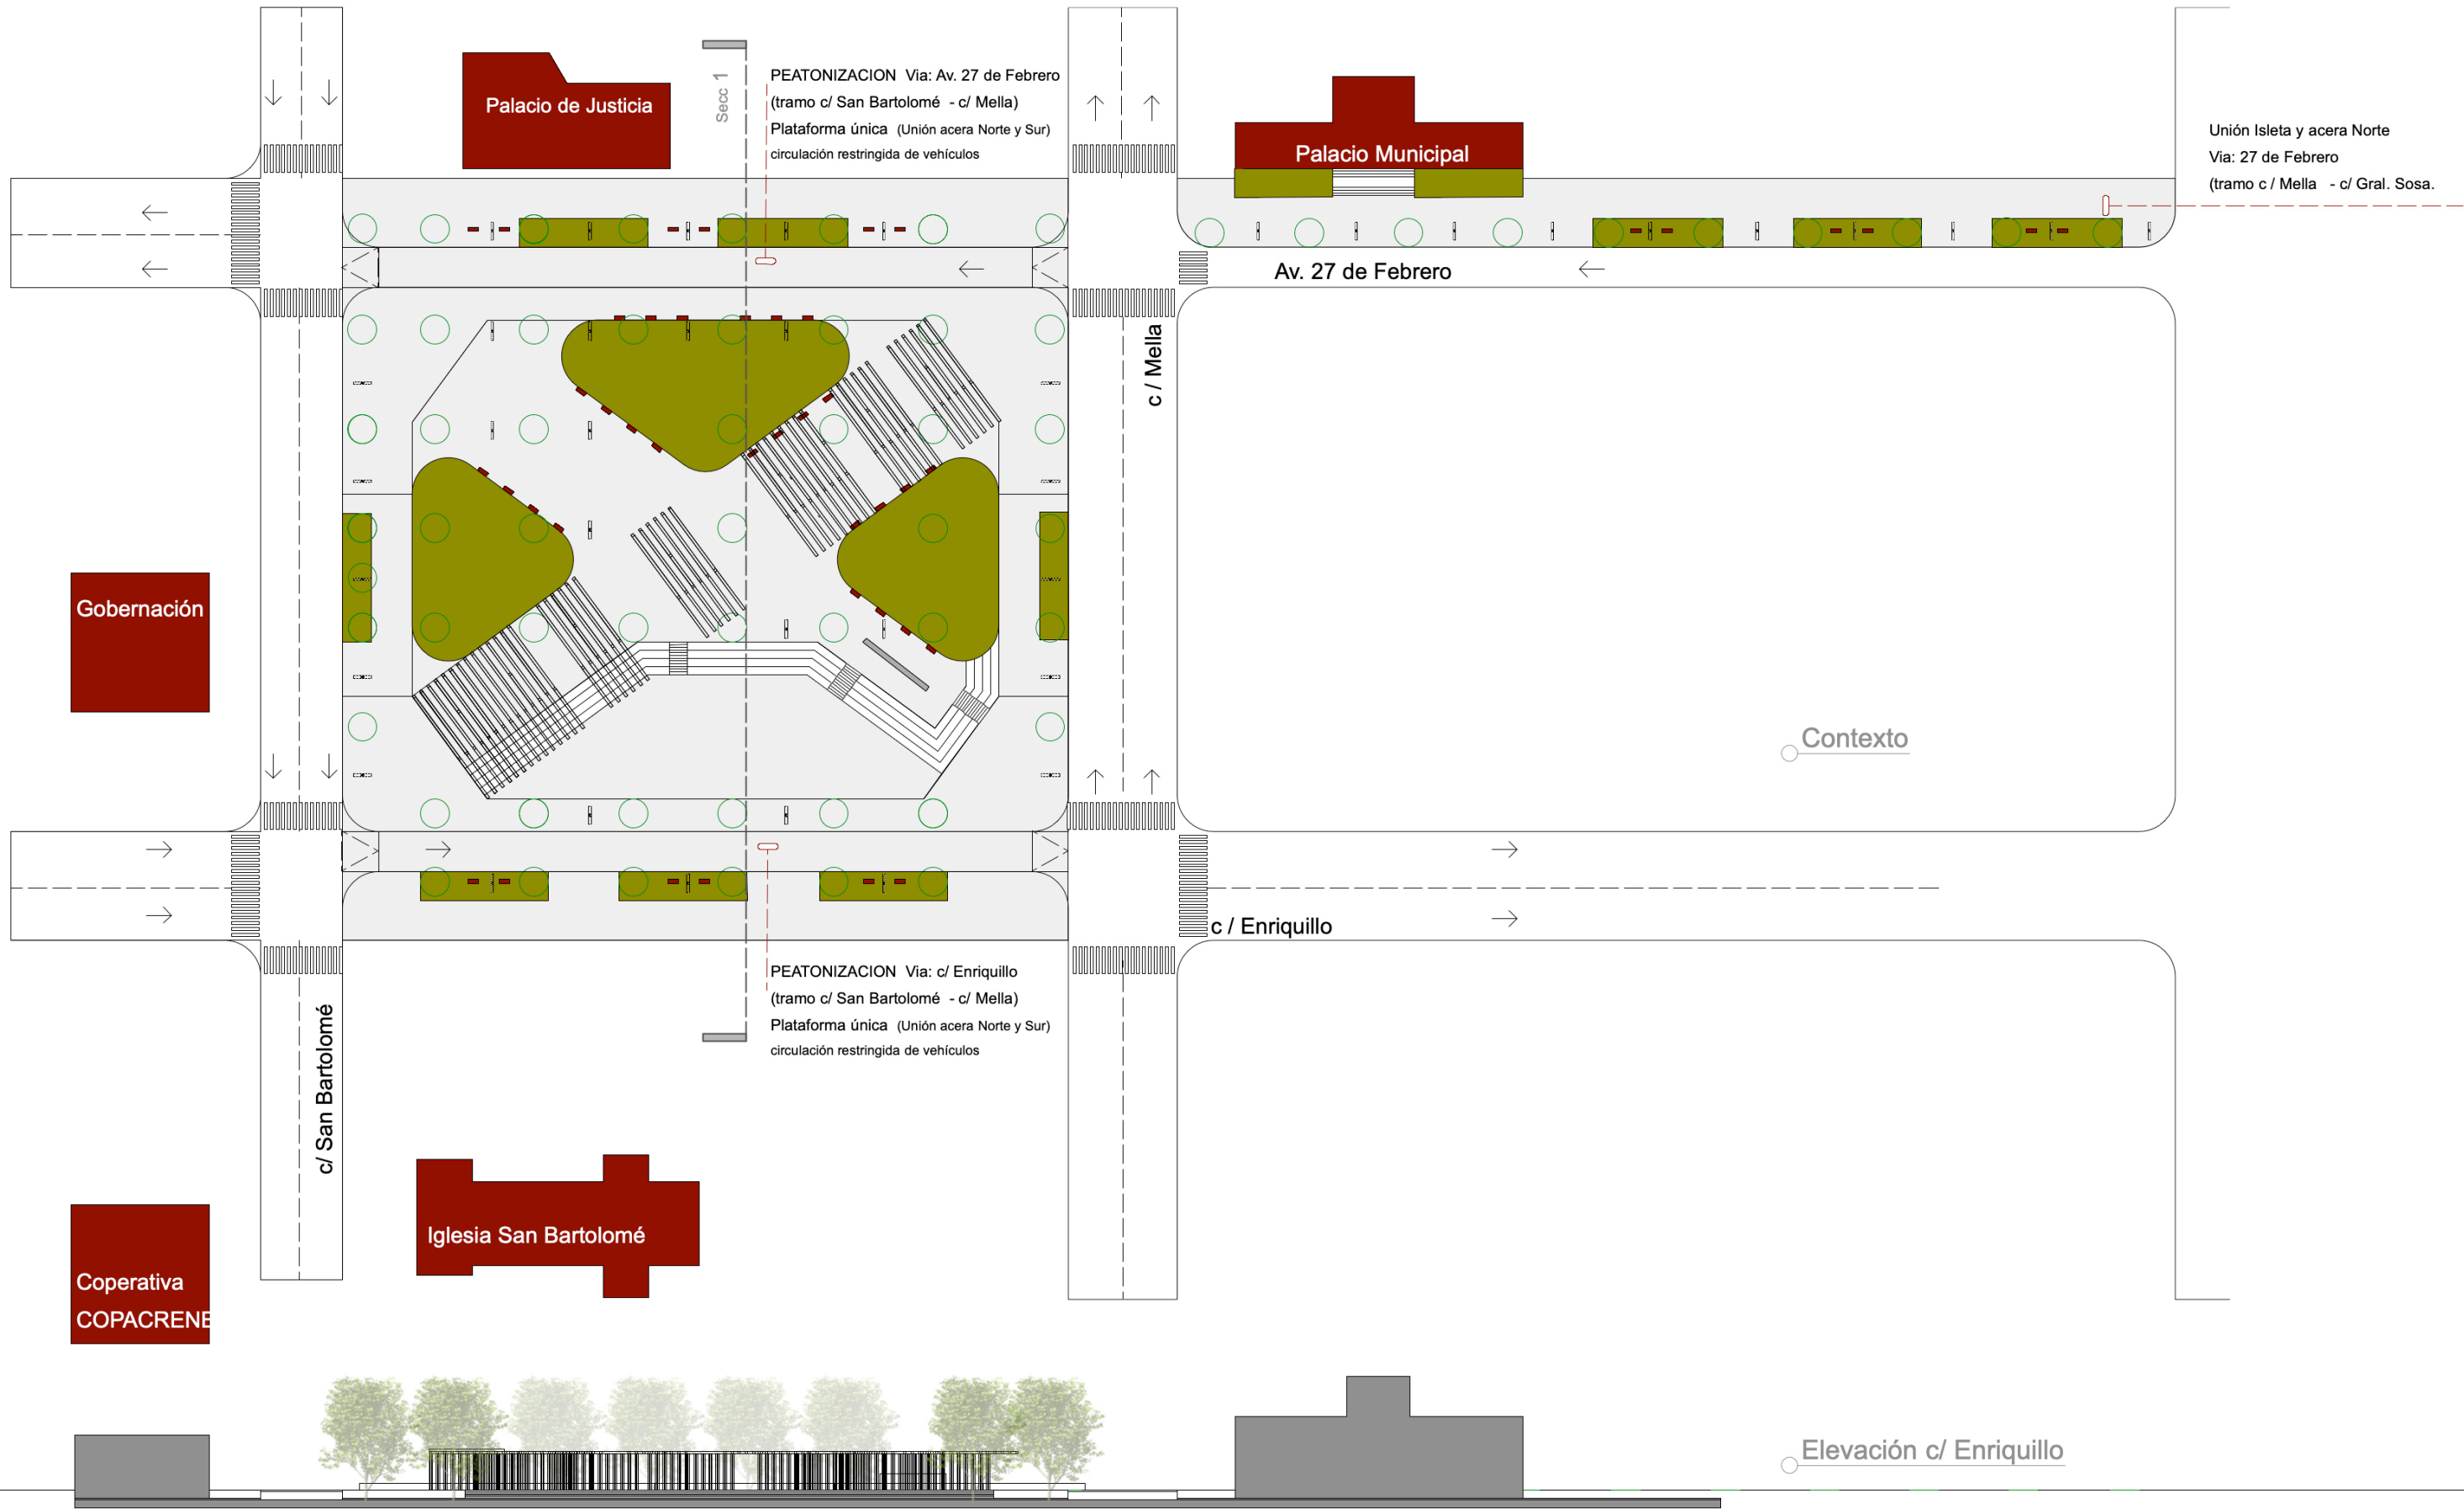 PEATONIZACION Via: Av. 27 de Febrero
(tramo c/ San Bartolomé - c/ Mella)
Plataforma única (Unión acera Norte y Sur)
circulación restringida de vehículos
Secc 1
Palacio de Justicia
Palacio Municipal
Unión Isleta y acera Norte
Via: 27 de Febrero
(tramo c / Mella - c/ Gral. Sosa.
Av. 27 de Febrero
c / Mella
Gobernación
Contexto
c / Enriquillo
PEATONIZACION Via: c/ Enriquillo
(tramo c/ San Bartolomé - c/ Mella)
Plataforma única (Unión acera Norte y Sur)
circulación restringida de vehículos
c/ San Bartolomé
Iglesia San Bartolomé
Coperativa
COPACRENE
Elevación c/ Enriquillo